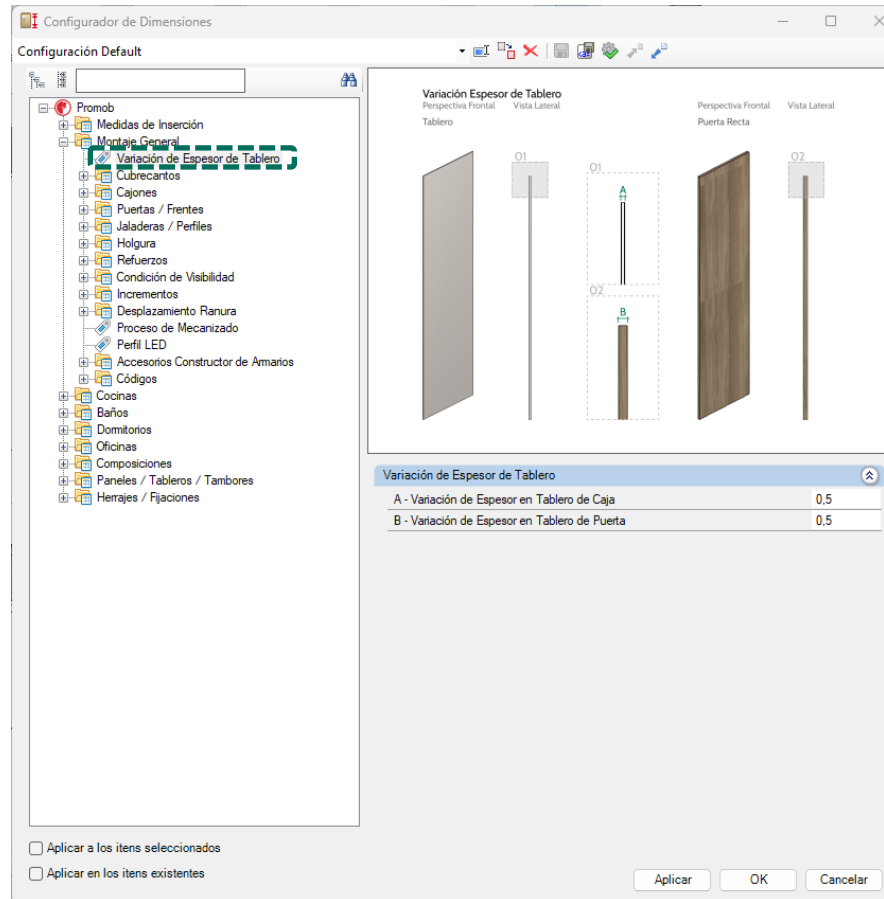 Configurador de Dimensiones
Configuración Default
Promob
Medidas de Inserción
Montaje General
Variación de Espesor de Tablero
Cubrecantos
Cajones
Puertas / Frentes
Jaladeras / Perfiles
Holgura
Refuerzos
Condición de Visibilidad
Incrementos
Desplazamiento Ranura
Proceso de Mecanizado
Perfil LED
Accesorios Constructor de Armarios
Códigos
Cocinas
Baños
Dormitorios
Oficinas
Composiciones
Paneles / Tableros / Tambores
Herrajes / Fijaciones
Variación Espesor de Tablero
Perspectiva Frontal Vista Lateral Perspectiva Frontal Vista Lateral
Tablero Puerta Recta
01 01 02
A
02
B
Variación de Espesor de Tablero
A - Variación de Espesor en Tablero de Caja 0,5
B - Variación de Espesor en Tablero de Puerta 0,5
Aplicar a los itens seleccionados
Aplicar en los itens existentes
Aplicar OK Cancelar